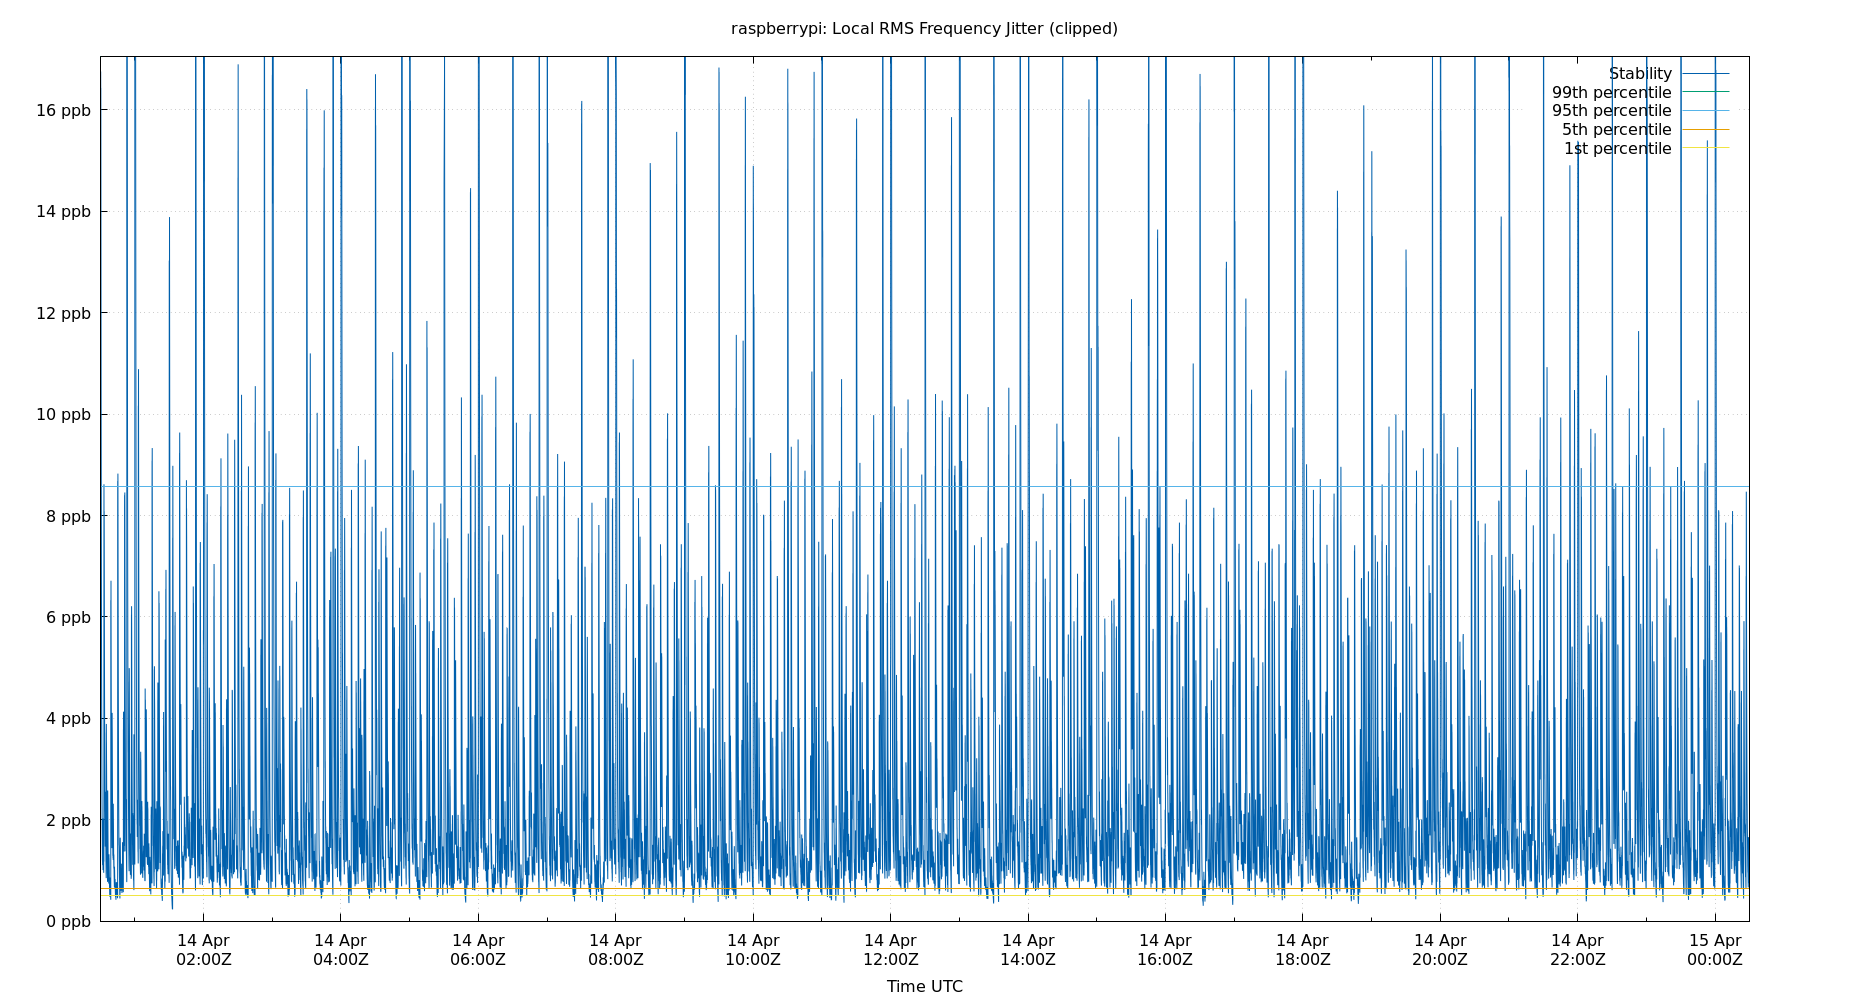 raspberrypi: Local RMS Frequency Jitter (clipped)
Stability
99th percentile
95th percentile
5th percentile
1st percentile
16 ppb
14 ppb
12 ppb
10 ppb
8 ppb
6 ppb
4 ppb
2 ppb
0 ppb
14 Apr 14 Apr 14 Apr 14 Apr 14 Apr 14 Apr 14 Apr 14 Apr 14 Apr 14 Apr 14 Apr 15 Apr
02:00Z 04:00Z 06:00Z 08:00Z 10:00Z 12:00Z 14:00Z 16:00Z 18:00Z 20:00Z 22:00Z 00:00Z
Time UTC